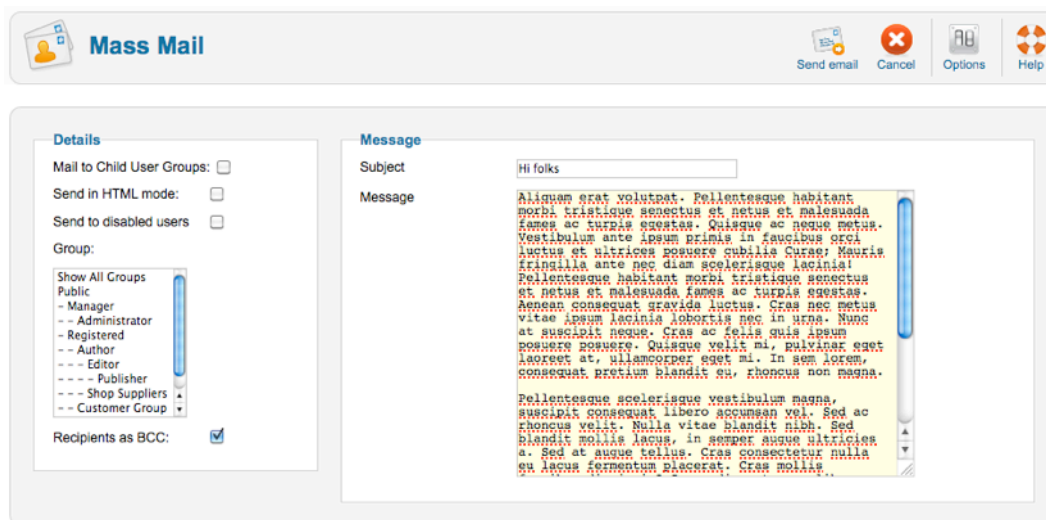 Mass Mail
Send email
Cancel
Options
Help
Details
Mail to Child User Groups:
Send in HTML mode:
Send to disabled users
Group:
Show All Groups
Public
– Manager
– – Administrator
– Registered
– – Author
– – – Editor
– – – – Publisher
– – – Shop Suppliers
– – Customer Group
Recipients as BCC:
Message
Subject
Hi folks
Message
Aliquam erat volutpat. Pellentesque habitant
morbi tristique senectus et netus et malesuada
fames ac turpis egestas. Quisque ac neque metus.
Vestibulum ante ipsum primis in faucibus orci
luctus et ultrices posuere cubilia Curae; Mauris
fringilla ante nec diam scelerisque lacinia!
Pellentesque habitant morbi tristique senectus
et netus et malesuada fames ac turpis egestas.
Aenean consequat gravida luctus. Cras nec metus
vitae ipsum lacinia lobortis nec in urna. Nunc
at suscipit neque. Cras ac felis quis ipsum
posuere posuere. Quisque velit mi, pulvinar eget
laoreet at, ullamcorper eget mi. In sem lorem,
consequat pretium blandit eu, rhoncus non magna.
Pellentesque scelerisque vestibulum magna,
suscipit consequat libero accumsan vel. Sed ac
rhoncus velit. Nulla vitae blandit nibh. Sed
blandit mollis lacus, in semper augue ultricies
a. Sed at augue tellus. Cras consectetur nulla
eu lacus fermentum placerat. Cras mollis